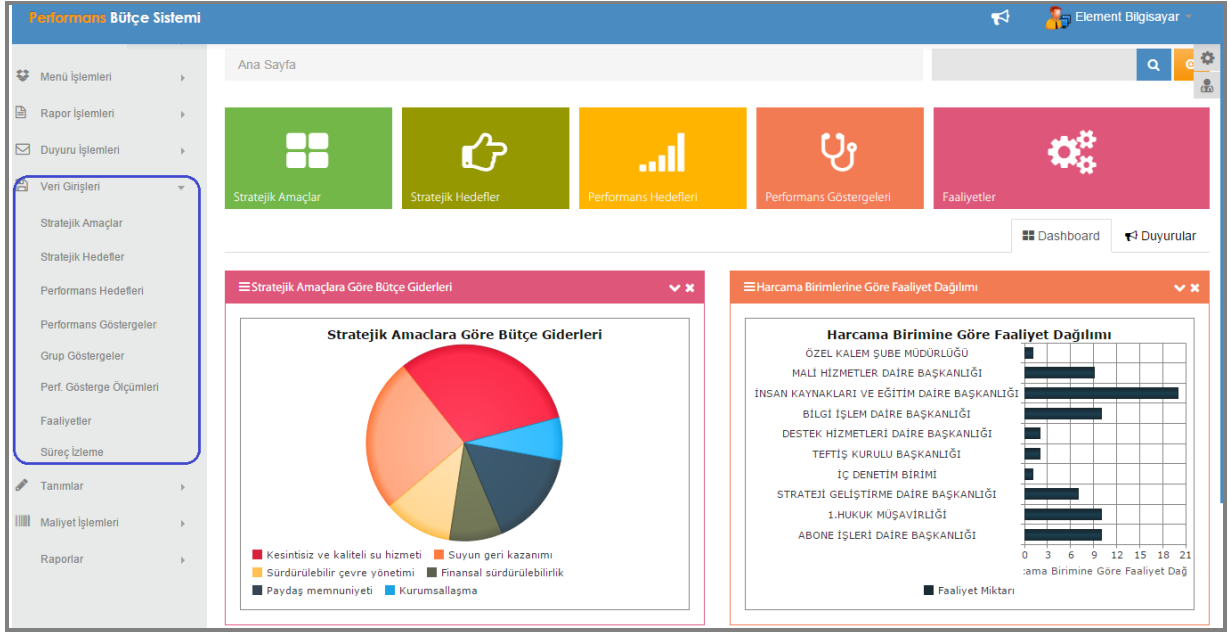 Performans Bütçe Sistemi
Element Bilgisayar
Menü İşlemleri
Rapor İşlemleri
Duyuru İşlemleri
Veri Girişleri
Stratejik Amaçlar
Stratejik Hedefler
Performans Hedefleri
Performans Göstergeler
Grup Göstergeler
Perf. Gösterge Ölçümleri
Faaliyetler
Süreç İzleme
Tanımlar
Maliyet İşlemleri
Raporlar
Ana Sayfa
Stratejik Amaçlar
Stratejik Hedefler
Performans Hedefleri
Performans Göstergeleri
Faaliyetler
Dashboard
Duyurular
Stratejik Amaçlara Göre Bütçe Giderleri
Stratejik Amaclara Göre Bütçe Giderleri
Kesintisiz ve kaliteli su hizmeti
Suyun geri kazanımı
Sürdürülebilir çevre yönetimi
Finansal sürdürülebilirlik
Paydaş memnuniyeti
Kurumsallaşma
Harcama Birimlerine Göre Faaliyet Dağılımı
Harcama Birimine Göre Faaliyet Dağılımı
ÖZEL KALEM ŞUBE MÜDÜRLÜĞÜ
MALİ HİZMETLER DAİRE BAŞKANLIĞI
İNSAN KAYNAKLARI VE EĞİTİM DAİRE BAŞKANLIĞI
BİLGİ İŞLEM DAİRE BAŞKANLIĞI
DESTEK HİZMETLERİ DAİRE BAŞKANLIĞI
TEFTİŞ KURULU BAŞKANLIĞI
İÇ DENETİM BİRİMİ
STRATEJİ GELİŞTİRME DAİRE BAŞKANLIĞI
1.HUKUK MÜŞAVİRLİĞİ
ABONE İŞLERİ DAİRE BAŞKANLIĞI
0 3 6 9 12 15 18 21
:ama Birimine Göre Faaliyet Dağ
Faaliyet Miktarı